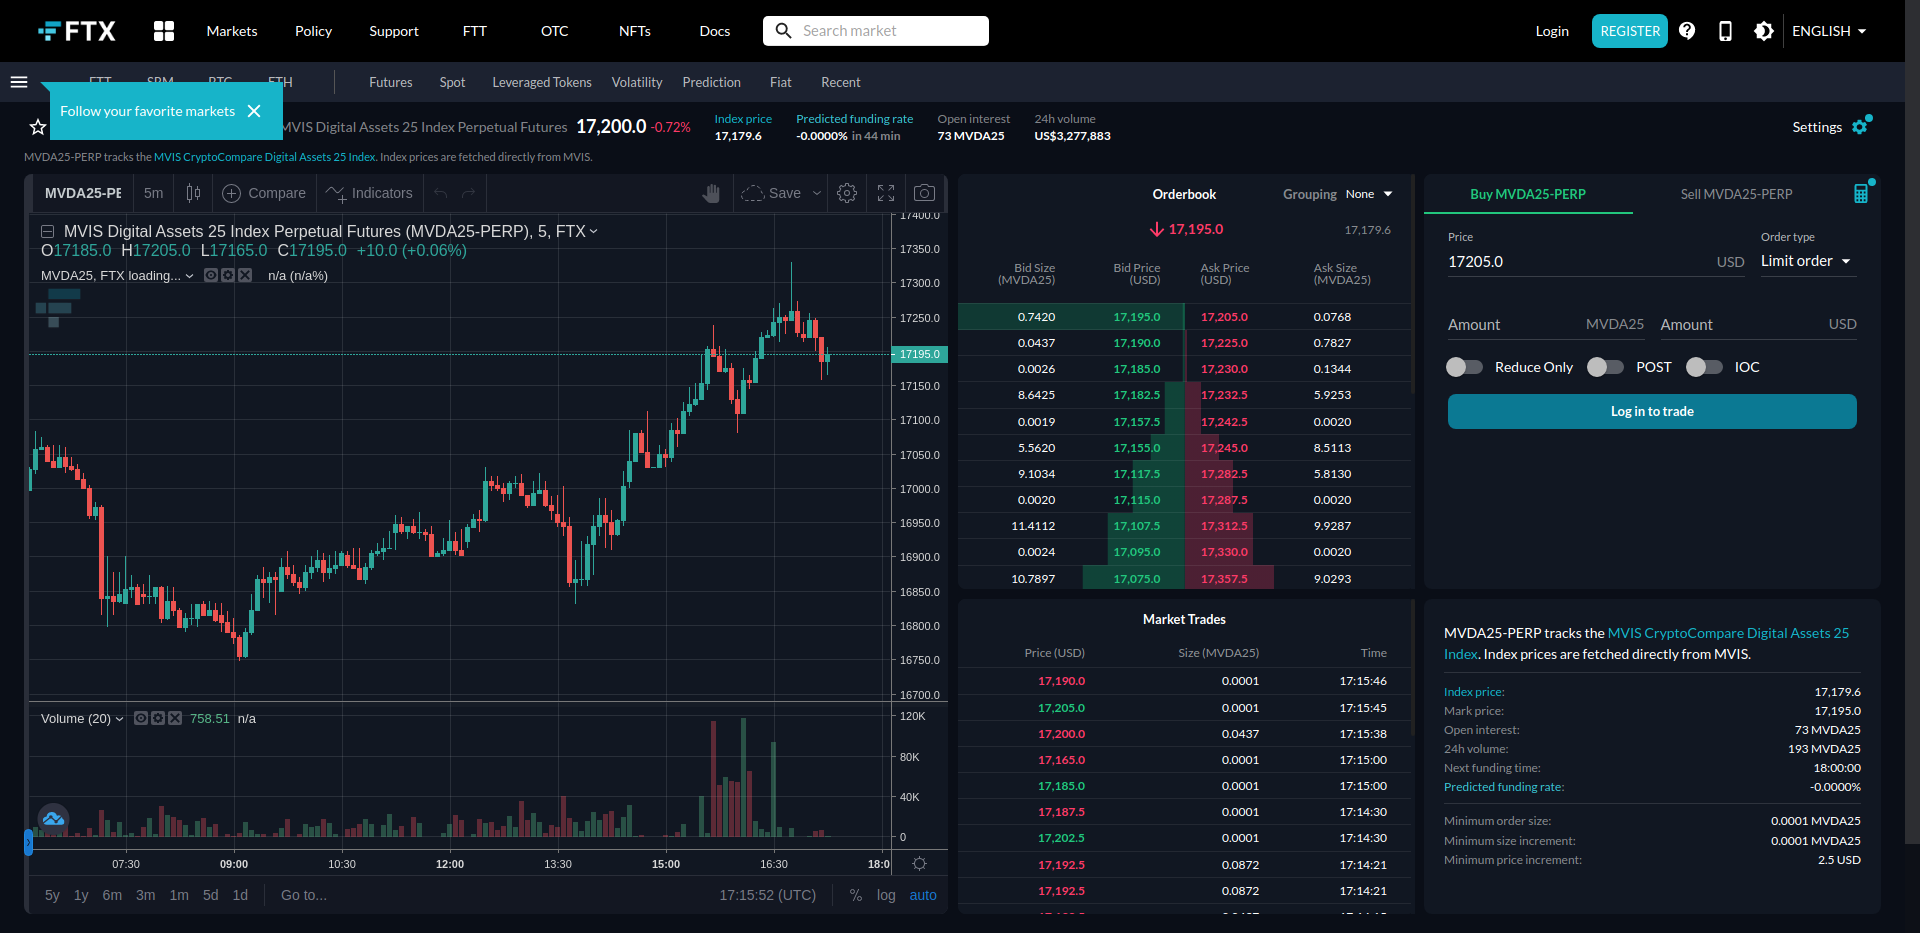 FTX
Markets
Policy
Support
FTT
OTC
NFTs
Docs
Search market
Login
REGISTER
ENGLISH
FTT
SRM
BTC
ETH
Futures
Spot
Leveraged Tokens
Volatility
Prediction
Fiat
Recent
Follow your favorite markets
MVIS Digital Assets 25 Index Perpetual Futures
17,200.0 -0.72%
Index price
17,179.6
Predicted funding rate
-0.0000% in 44 min
Open interest
73 MVDA25
24h volume
US$3,277,883
Settings
MVDA25-PERP tracks the MVIS CryptoCompare Digital Assets 25 Index. Index prices are fetched directly from MVIS.
MVDA25-PE
5m
Compare
Indicators
Save
MVIS Digital Assets 25 Index Perpetual Futures (MVDA25-PERP), 5, FTX
O17185.0 H17205.0 L17165.0 C17195.0 +10.0 (+0.06%)
MVDA25, FTX loading... n/a (n/a%)
17400.0
17350.0
17300.0
17250.0
17195.0
17150.0
17100.0
17050.0
17000.0
16950.0
16900.0
16850.0
16800.0
16750.0
16700.0
Volume (20) 758.51 n/a
120K
80K
40K
0
07:30 09:00 10:30 12:00 13:30 15:00 16:30 18:0
5y 1y 6m 3m 1m 5d 1d Go to...
17:15:52 (UTC) % log auto
Orderbook
Grouping None
17,195.0
17,179.6
Bid Size (MVDA25) Bid Price (USD) Ask Price (USD) Ask Size (MVDA25)
0.7420 17,195.0 17,205.0 0.0768
0.0437 17,190.0 17,225.0 0.7827
0.0026 17,185.0 17,230.0 0.1344
8.6425 17,182.5 17,232.5 5.9253
0.0019 17,157.5 17,242.5 0.0020
5.5620 17,155.0 17,245.0 8.5113
9.1034 17,117.5 17,282.5 5.8130
0.0020 17,115.0 17,287.5 0.0020
11.4112 17,107.5 17,312.5 9.9287
0.0024 17,095.0 17,330.0 0.0020
10.7897 17,075.0 17,357.5 9.0293
Market Trades
Price (USD) Size (MVDA25) Time
17,190.0 0.0001 17:15:46
17,205.0 0.0001 17:15:45
17,200.0 0.0437 17:15:38
17,165.0 0.0001 17:15:00
17,185.0 0.0001 17:15:00
17,187.5 0.0001 17:14:30
17,202.5 0.0001 17:14:30
17,192.5 0.0872 17:14:21
17,192.5 0.0872 17:14:21
Buy MVDA25-PERP
Sell MVDA25-PERP
Price
17205.0 USD
Order type
Limit order
Amount MVDA25
Amount USD
Reduce Only
POST
IOC
Log in to trade
MVDA25-PERP tracks the MVIS CryptoCompare Digital Assets 25
Index. Index prices are fetched directly from MVIS.
Index price: 17,179.6
Mark price: 17,195.0
Open interest: 73 MVDA25
24h volume: 193 MVDA25
Next funding time: 18:00:00
Predicted funding rate: -0.0000%
Minimum order size: 0.0001 MVDA25
Minimum size increment: 0.0001 MVDA25
Minimum price increment: 2.5 USD